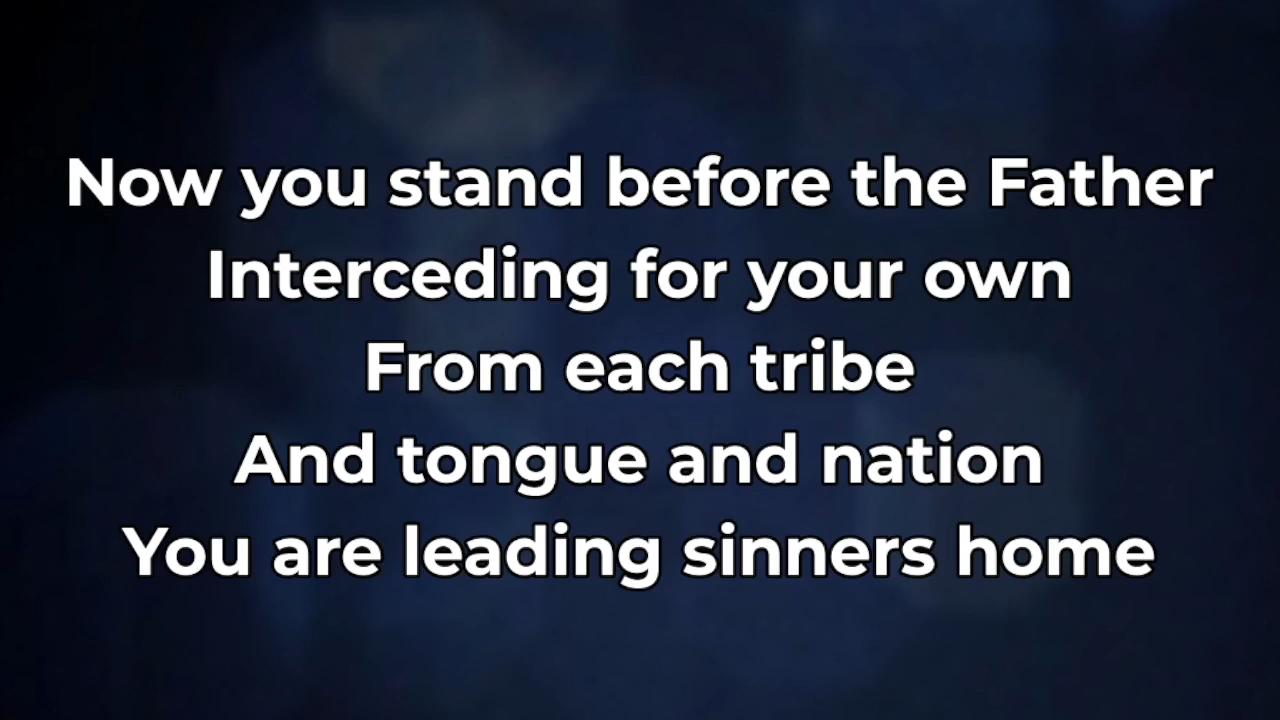 Now you stand before the Father
Interceding for your own
From each tribe
And tongue and nation
You are leading sinners home